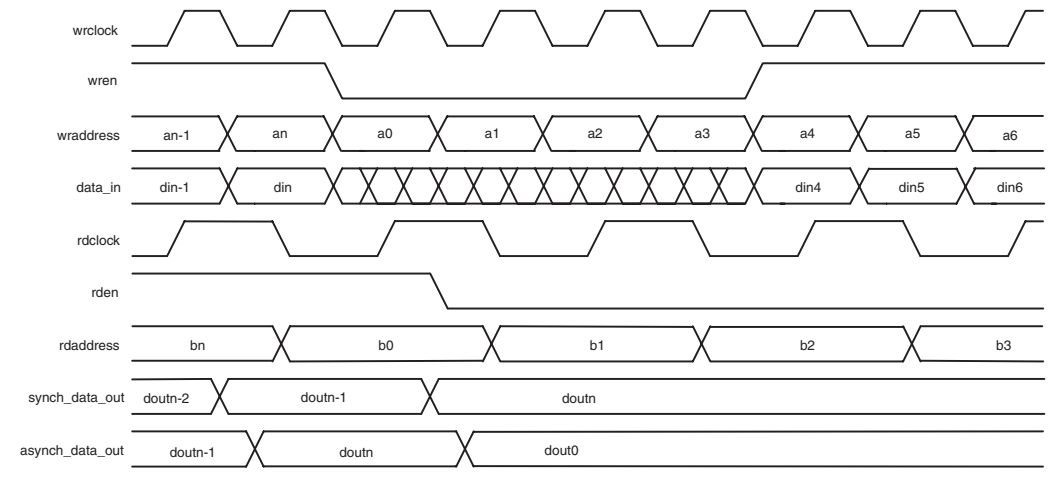 wrclock
wren
wraddress an-1 an a0 a1 a2 a3 a4 a5 a6
data_in din-1 din din4 din5 din6
rdclock
rden
rdaddress bn b0 b1 b2 b3
synch_data_out doutn-2 doutn-1 doutn
asynch_data_out doutn-1 doutn dout0